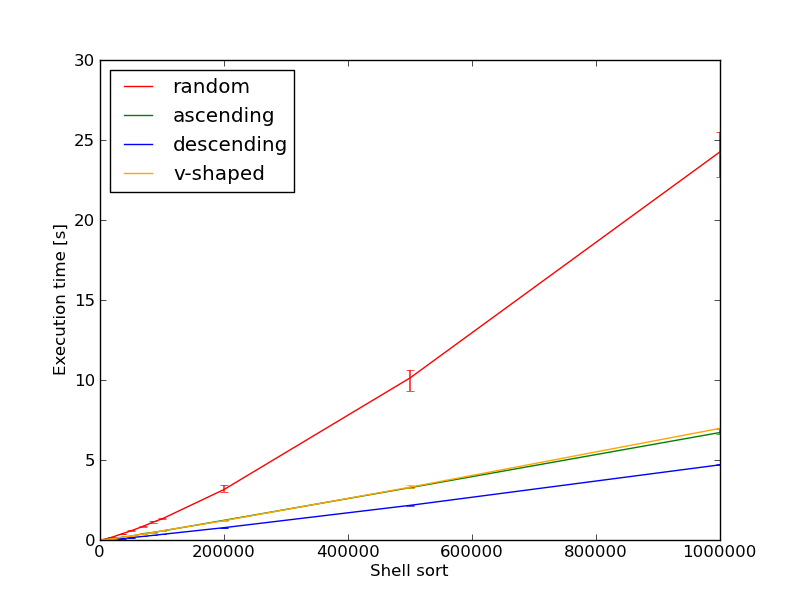 30
25
20
15
10
5
0
random
ascending
descending
v-shaped
Execution time [s]
0 200000 400000 600000 800000 1000000
Shell sort